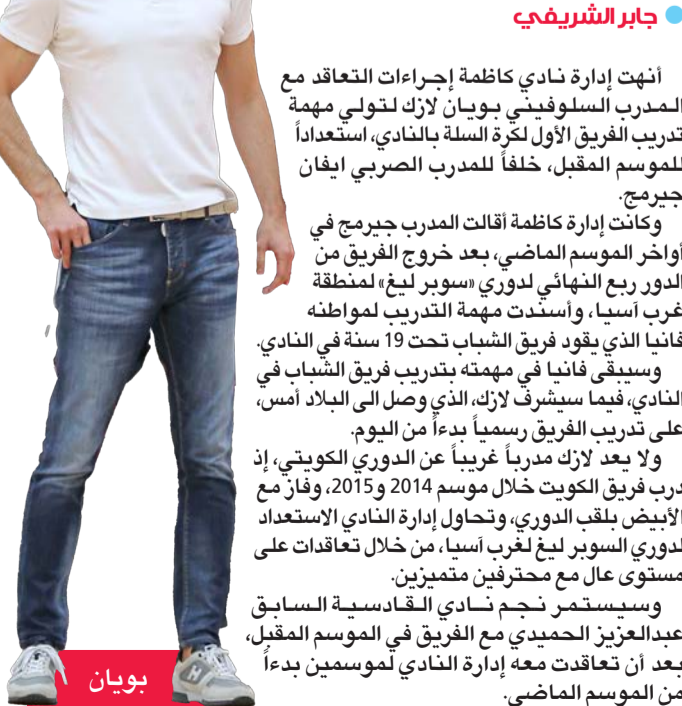 جابر الشريفي
أنهت إدارة نادي كاظمة إجراءات التعاقد مع
المدرب السلوفيني بويان لازك لتولي مهمة
تدريب الفريق الأول لكرة السلة بالنادي، استعداداً
للموسم المقبل، خلفاً للمدرب الصربي ايفان
جيرمج.
وكانت إدارة كاظمة أقالت المدرب جيرمج في
أواخر الموسم الماضي، بعد خروج الفريق من
الدور ربع النهائي لدوري «سوبر ليغ» لمنطقة
غرب آسيا، وأسندت مهمة التدريب لمواطنه
فانيا الذي يقود فريق الشباب تحت 19 سنة في النادي.
وسيبقى فانيا في مهمته بتدريب فريق الشباب في
النادي، فيما سيشرف لازك، الذي وصل الى البلاد أمس،
على تدريب الفريق رسمياً بدءاً من اليوم.
ولا يعد لازك مدرباً غريباً عن الدوري الكويتي، إذ
درب فريق الكويت خلال موسم 2014 و2015، وفاز مع
الأبيض بلقب الدوري، وتحاول إدارة النادي الاستعداد
لدوري السوبر ليغ لغرب آسيا، من خلال تعاقدات على
مستوى عال مع محترفين متميزين.
وسيستمر نجم نادي القادسية السابق
عبدالعزيز الحميدي مع الفريق في الموسم المقبل،
بعد أن تعاقدت معه إدارة النادي لموسمين بدءاً
من الموسم الماضي.
بويان